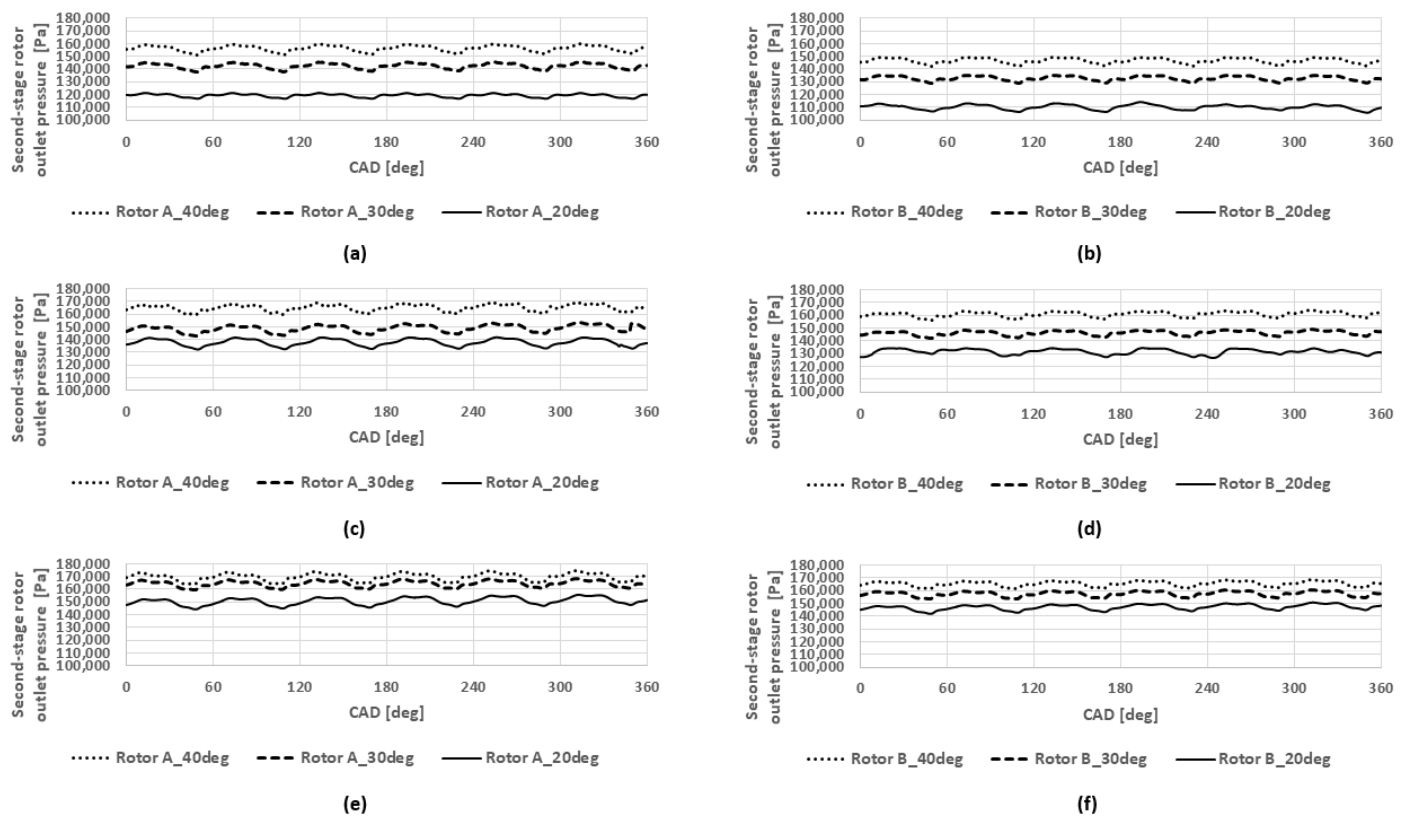 Second-stage rotor
outlet pressure [Pa]
180,000
170,000
160,000
150,000
140,000
130,000
120,000
110,000
100,000
0 60 120 180 240 300 360
CAD [deg]
Rotor A_40deg Rotor A_30deg Rotor A_20deg
(a)
Second-stage rotor
outlet pressure [Pa]
180,000
170,000
160,000
150,000
140,000
130,000
120,000
110,000
100,000
0 60 120 180 240 300 360
CAD [deg]
Rotor B_40deg Rotor B_30deg Rotor B_20deg
(b)
Second-stage rotor
outlet pressure [Pa]
180,000
170,000
160,000
150,000
140,000
130,000
120,000
110,000
100,000
0 60 120 180 240 300 360
CAD [deg]
Rotor A_40deg Rotor A_30deg Rotor A_20deg
(c)
Second-stage rotor
outlet pressure [Pa]
180,000
170,000
160,000
150,000
140,000
130,000
120,000
110,000
100,000
0 60 120 180 240 300 360
CAD [deg]
Rotor B_40deg Rotor B_30deg Rotor B_20deg
(d)
Second-stage rotor
outlet pressure [Pa]
180,000
170,000
160,000
150,000
140,000
130,000
120,000
110,000
100,000
0 60 120 180 240 300 360
CAD [deg]
Rotor A_40deg Rotor A_30deg Rotor A_20deg
(e)
Second-stage rotor
outlet pressure [Pa]
180,000
170,000
160,000
150,000
140,000
130,000
120,000
110,000
100,000
0 60 120 180 240 300 360
CAD [deg]
Rotor B_40deg Rotor B_30deg Rotor B_20deg
(f)